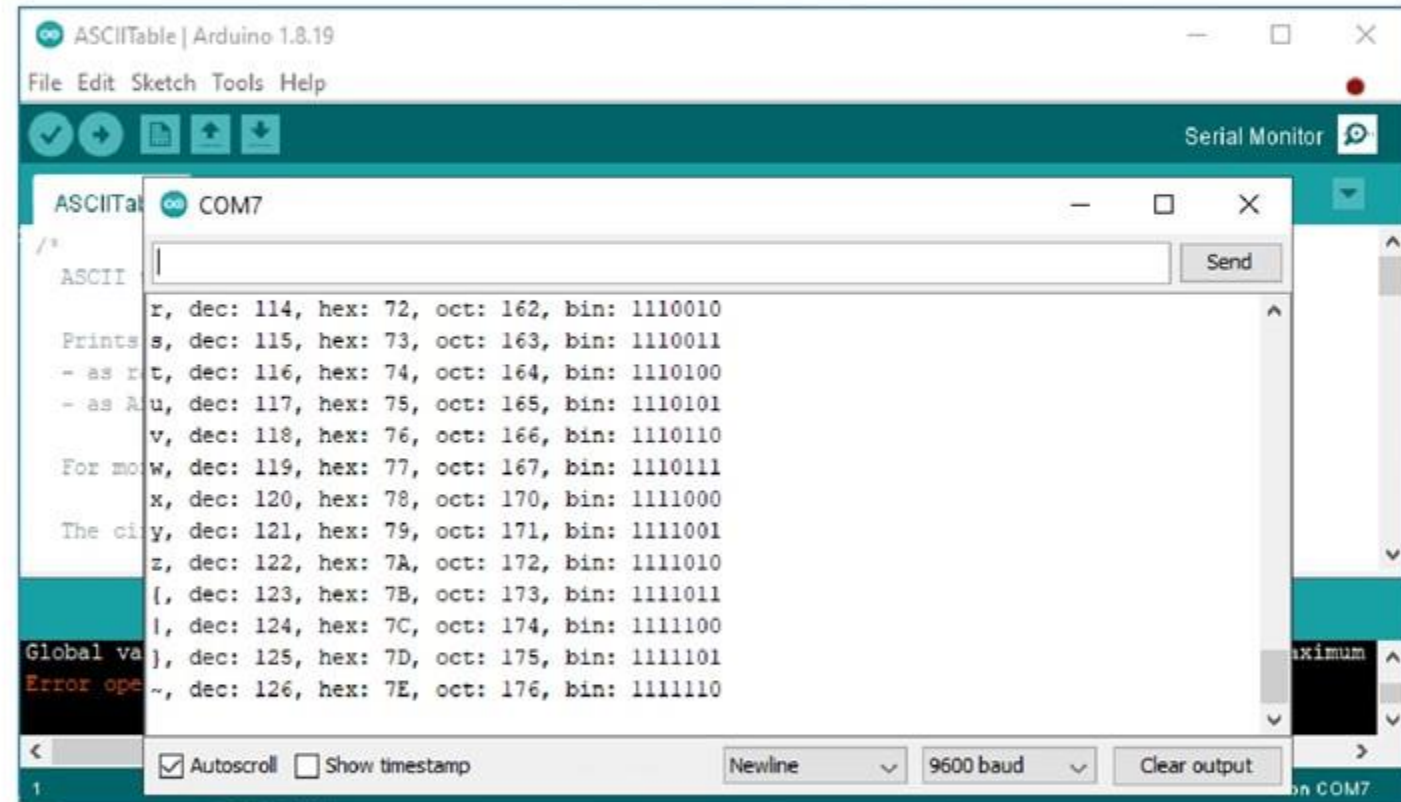 ASCIITable | Arduino 1.8.19
File Edit Sketch Tools Help
Serial Monitor
COM7
/*
ASCII
Send
Prints
- as
- as
For
The
r, dec: 114, hex: 72, oct: 162, bin: 1110010
s, dec: 115, hex: 73, oct: 163, bin: 1110011
t, dec: 116, hex: 74, oct: 164, bin: 1110100
u, dec: 117, hex: 75, oct: 165, bin: 1110101
v, dec: 118, hex: 76, oct: 166, bin: 1110110
w, dec: 119, hex: 77, oct: 167, bin: 1110111
x, dec: 120, hex: 78, oct: 170, bin: 1111000
y, dec: 121, hex: 79, oct: 171, bin: 1111001
z, dec: 122, hex: 7A, oct: 172, bin: 1111010
{, dec: 123, hex: 7B, oct: 173, bin: 1111011
|, dec: 124, hex: 7C, oct: 174, bin: 1111100
}, dec: 125, hex: 7D, oct: 175, bin: 1111101
~, dec: 126, hex: 7E, oct: 176, bin: 1111110
Global
Error
Autoscroll Show timestamp Newline 9600 baud Clear output
1 on COM7